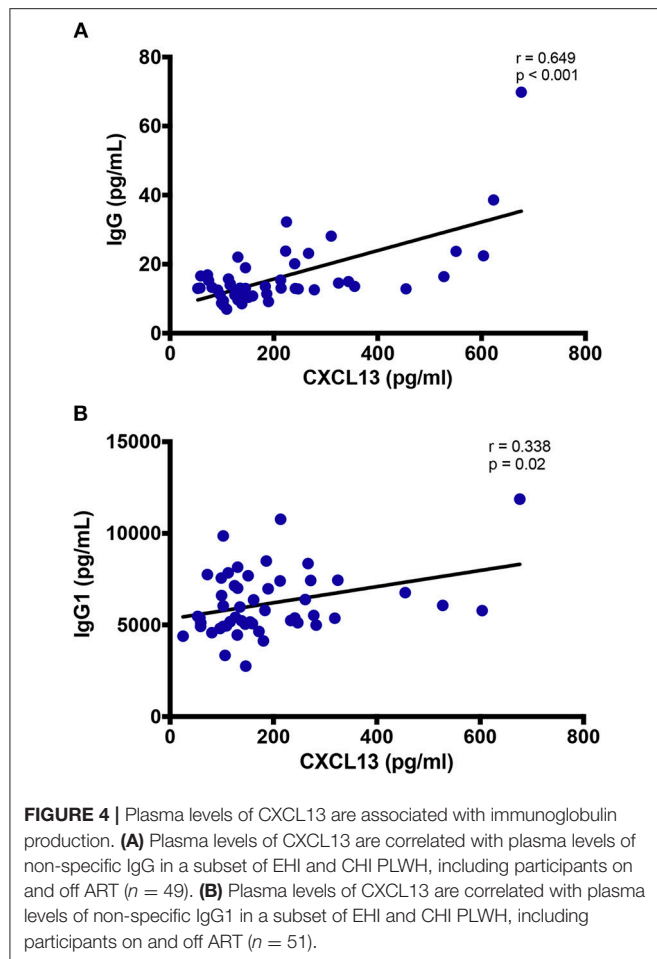 A
r = 0.649
p < 0.001
80
60
40
20
0
IgG (pg/mL)
0 200 400 600 800
CXCL13 (pg/ml)
B
r = 0.338
p = 0.02
15000
10000
5000
0
IgG1 (pg/mL)
0 200 400 600 800
CXCL13 (pg/mL)
FIGURE 4 | Plasma levels of CXCL13 are associated with immunoglobulin
production. (A) Plasma levels of CXCL13 are correlated with plasma levels of
non-specific IgG in a subset of EHI and CHI PLWH, including participants on
and off ART (n = 49). (B) Plasma levels of CXCL13 are correlated with plasma
levels of non-specific IgG1 in a subset of EHI and CHI PLWH, including
participants on and off ART (n = 51).